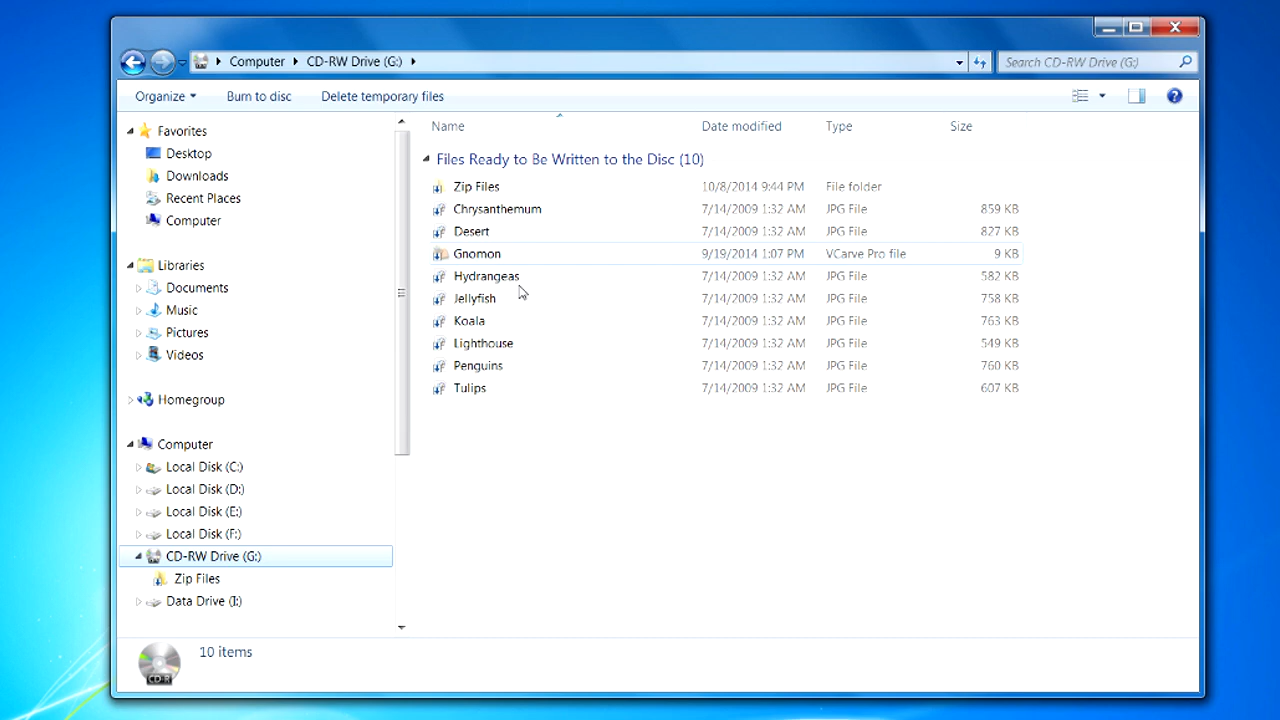 Computer CD-RW Drive (G:) Search CD-RW Drive (G:)
Organize Burn to disc Delete temporary files
Favorites
Desktop
Downloads
Recent Places
Computer
Libraries
Documents
Music
Pictures
Videos
Homegroup
Computer
Local Disk (C:)
Local Disk (D:)
Local Disk (E:)
Local Disk (F:)
CD-RW Drive (G:)
Zip Files
Data Drive (I:)
Name Date modified Type Size
Files Ready to Be Written to the Disc (10)
Zip Files 10/8/2014 9:44 PM File folder
Chrysanthemum 7/14/2009 1:32 AM JPG File 859 KB
Desert 7/14/2009 1:32 AM JPG File 827 KB
Gnomon 9/19/2014 1:07 PM VCarve Pro file 9 KB
Hydrangeas 7/14/2009 1:32 AM JPG File 582 KB
Jellyfish 7/14/2009 1:32 AM JPG File 758 KB
Koala 7/14/2009 1:32 AM JPG File 763 KB
Lighthouse 7/14/2009 1:32 AM JPG File 549 KB
Penguins 7/14/2009 1:32 AM JPG File 760 KB
Tulips 7/14/2009 1:32 AM JPG File 607 KB
10 items
CD-R